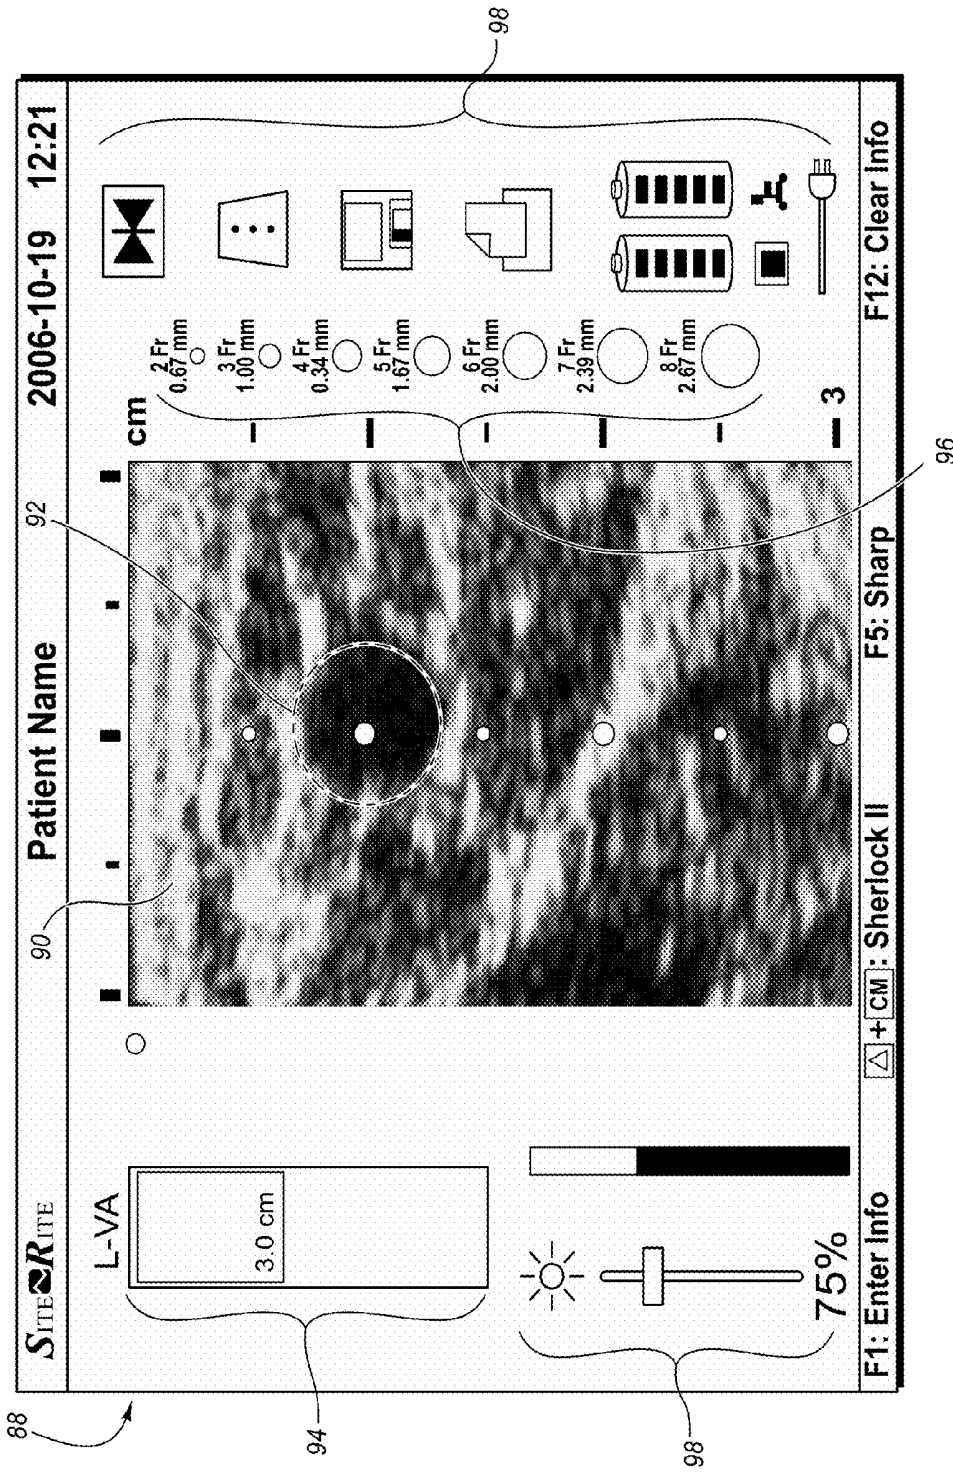 SITE RITE
Patient Name
2006-10-19 12:21
L-VA
3.0 cm
75%
cm
3
2 Fr
0.67 mm
3 Fr
1.00 mm
4 Fr
0.34 mm
5 Fr
1.67 mm
6 Fr
2.00 mm
7 Fr
2.39 mm
8 Fr
2.67 mm
F1: Enter Info
△ + CM : Sherlock II
F5: Sharp
F12: Clear Info
88
90
92
94
96
98
98